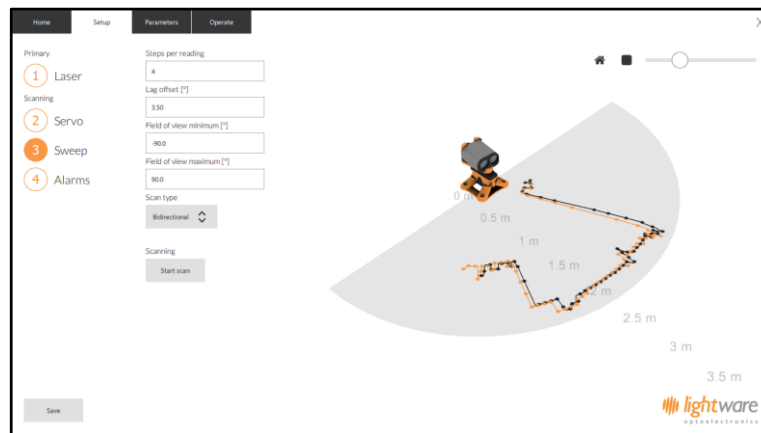 Home
Setup
Parameters
Operate
Primary
1 Laser
Scanning
2 Servo
3 Sweep
4 Alarms
Save
Steps per reading
4
Lag offset [°]
3.50
Field of view minimum [°]
-90.0
Field of view maximum [°]
90.0
Scan type
Bidirectional
Scanning
Start scan
0 m
0.5 m
1 m
1.5 m
2 m
2.5 m
3 m
3.5 m
lightware
optoelectronics